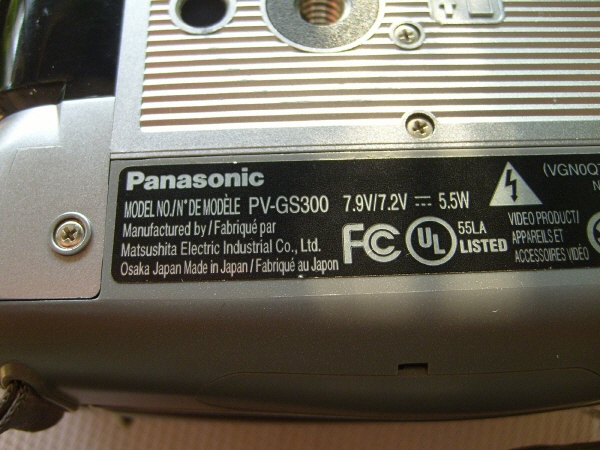 Panasonic
MODEL NO./N° DE MODÈLE PV-GS300 7.9V/7.2V ⎓ 5.5W
Manufactured by / Fabriqué par
Matsushita Electric Industrial Co., Ltd.
Osaka Japan Made in Japan / Fabriqué au Japon
FC
UL
55LA
LISTED
(VGN0Q7
N
VIDEO PRODUCT/
APPAREILS ET
ACCESSOIRES VIDÉO